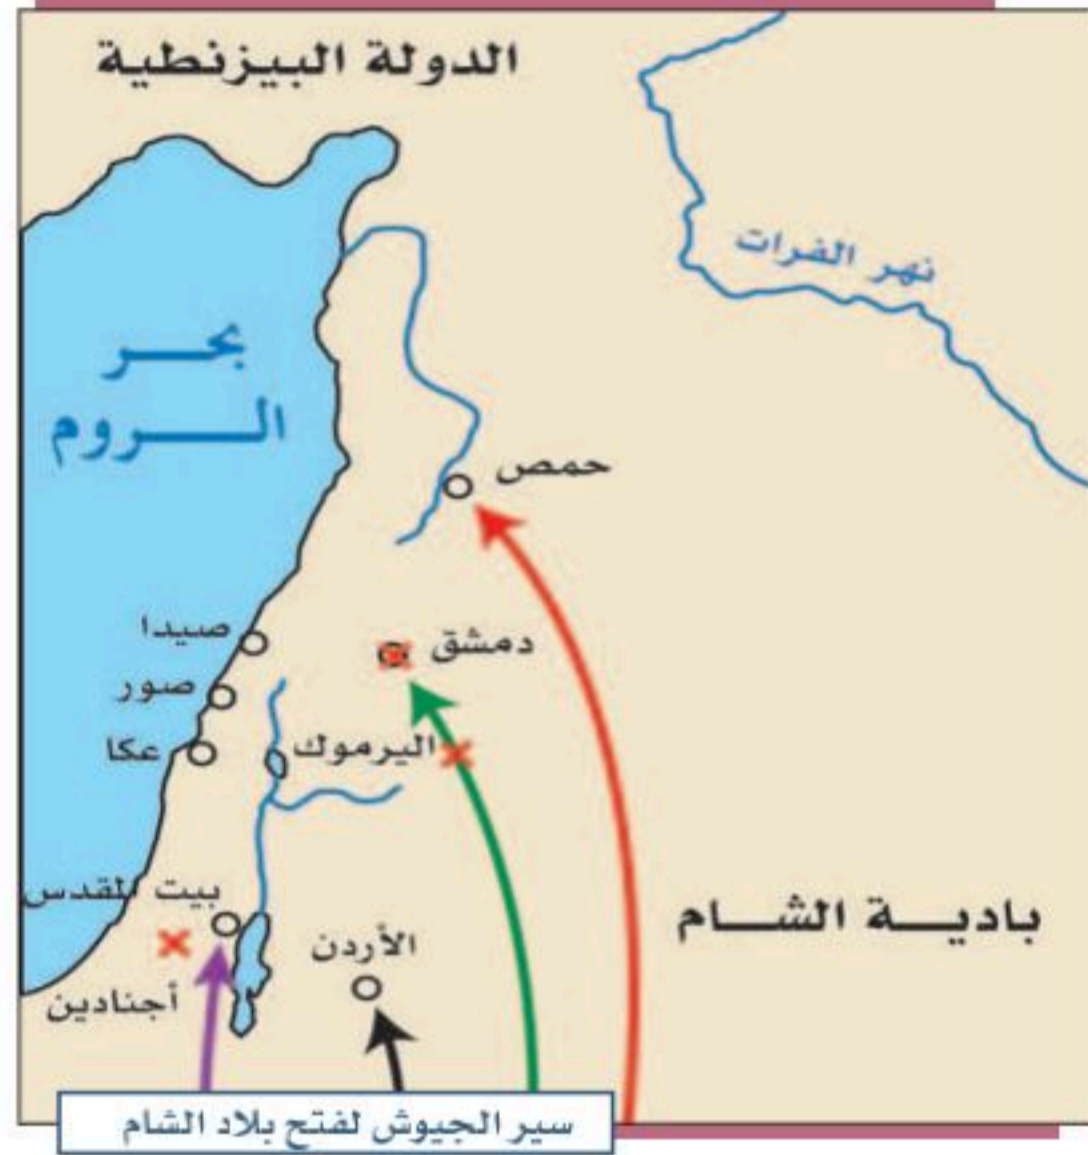 الدولة البيزنطية
نهر الفرات
بحر
الروم
حمص
صيدا
دمشق
صور
اليرموك
عكا
بيت المقدس
بادية الشام
الأردن
أجنادين
سير الجيوش لفتح بلاد الشام